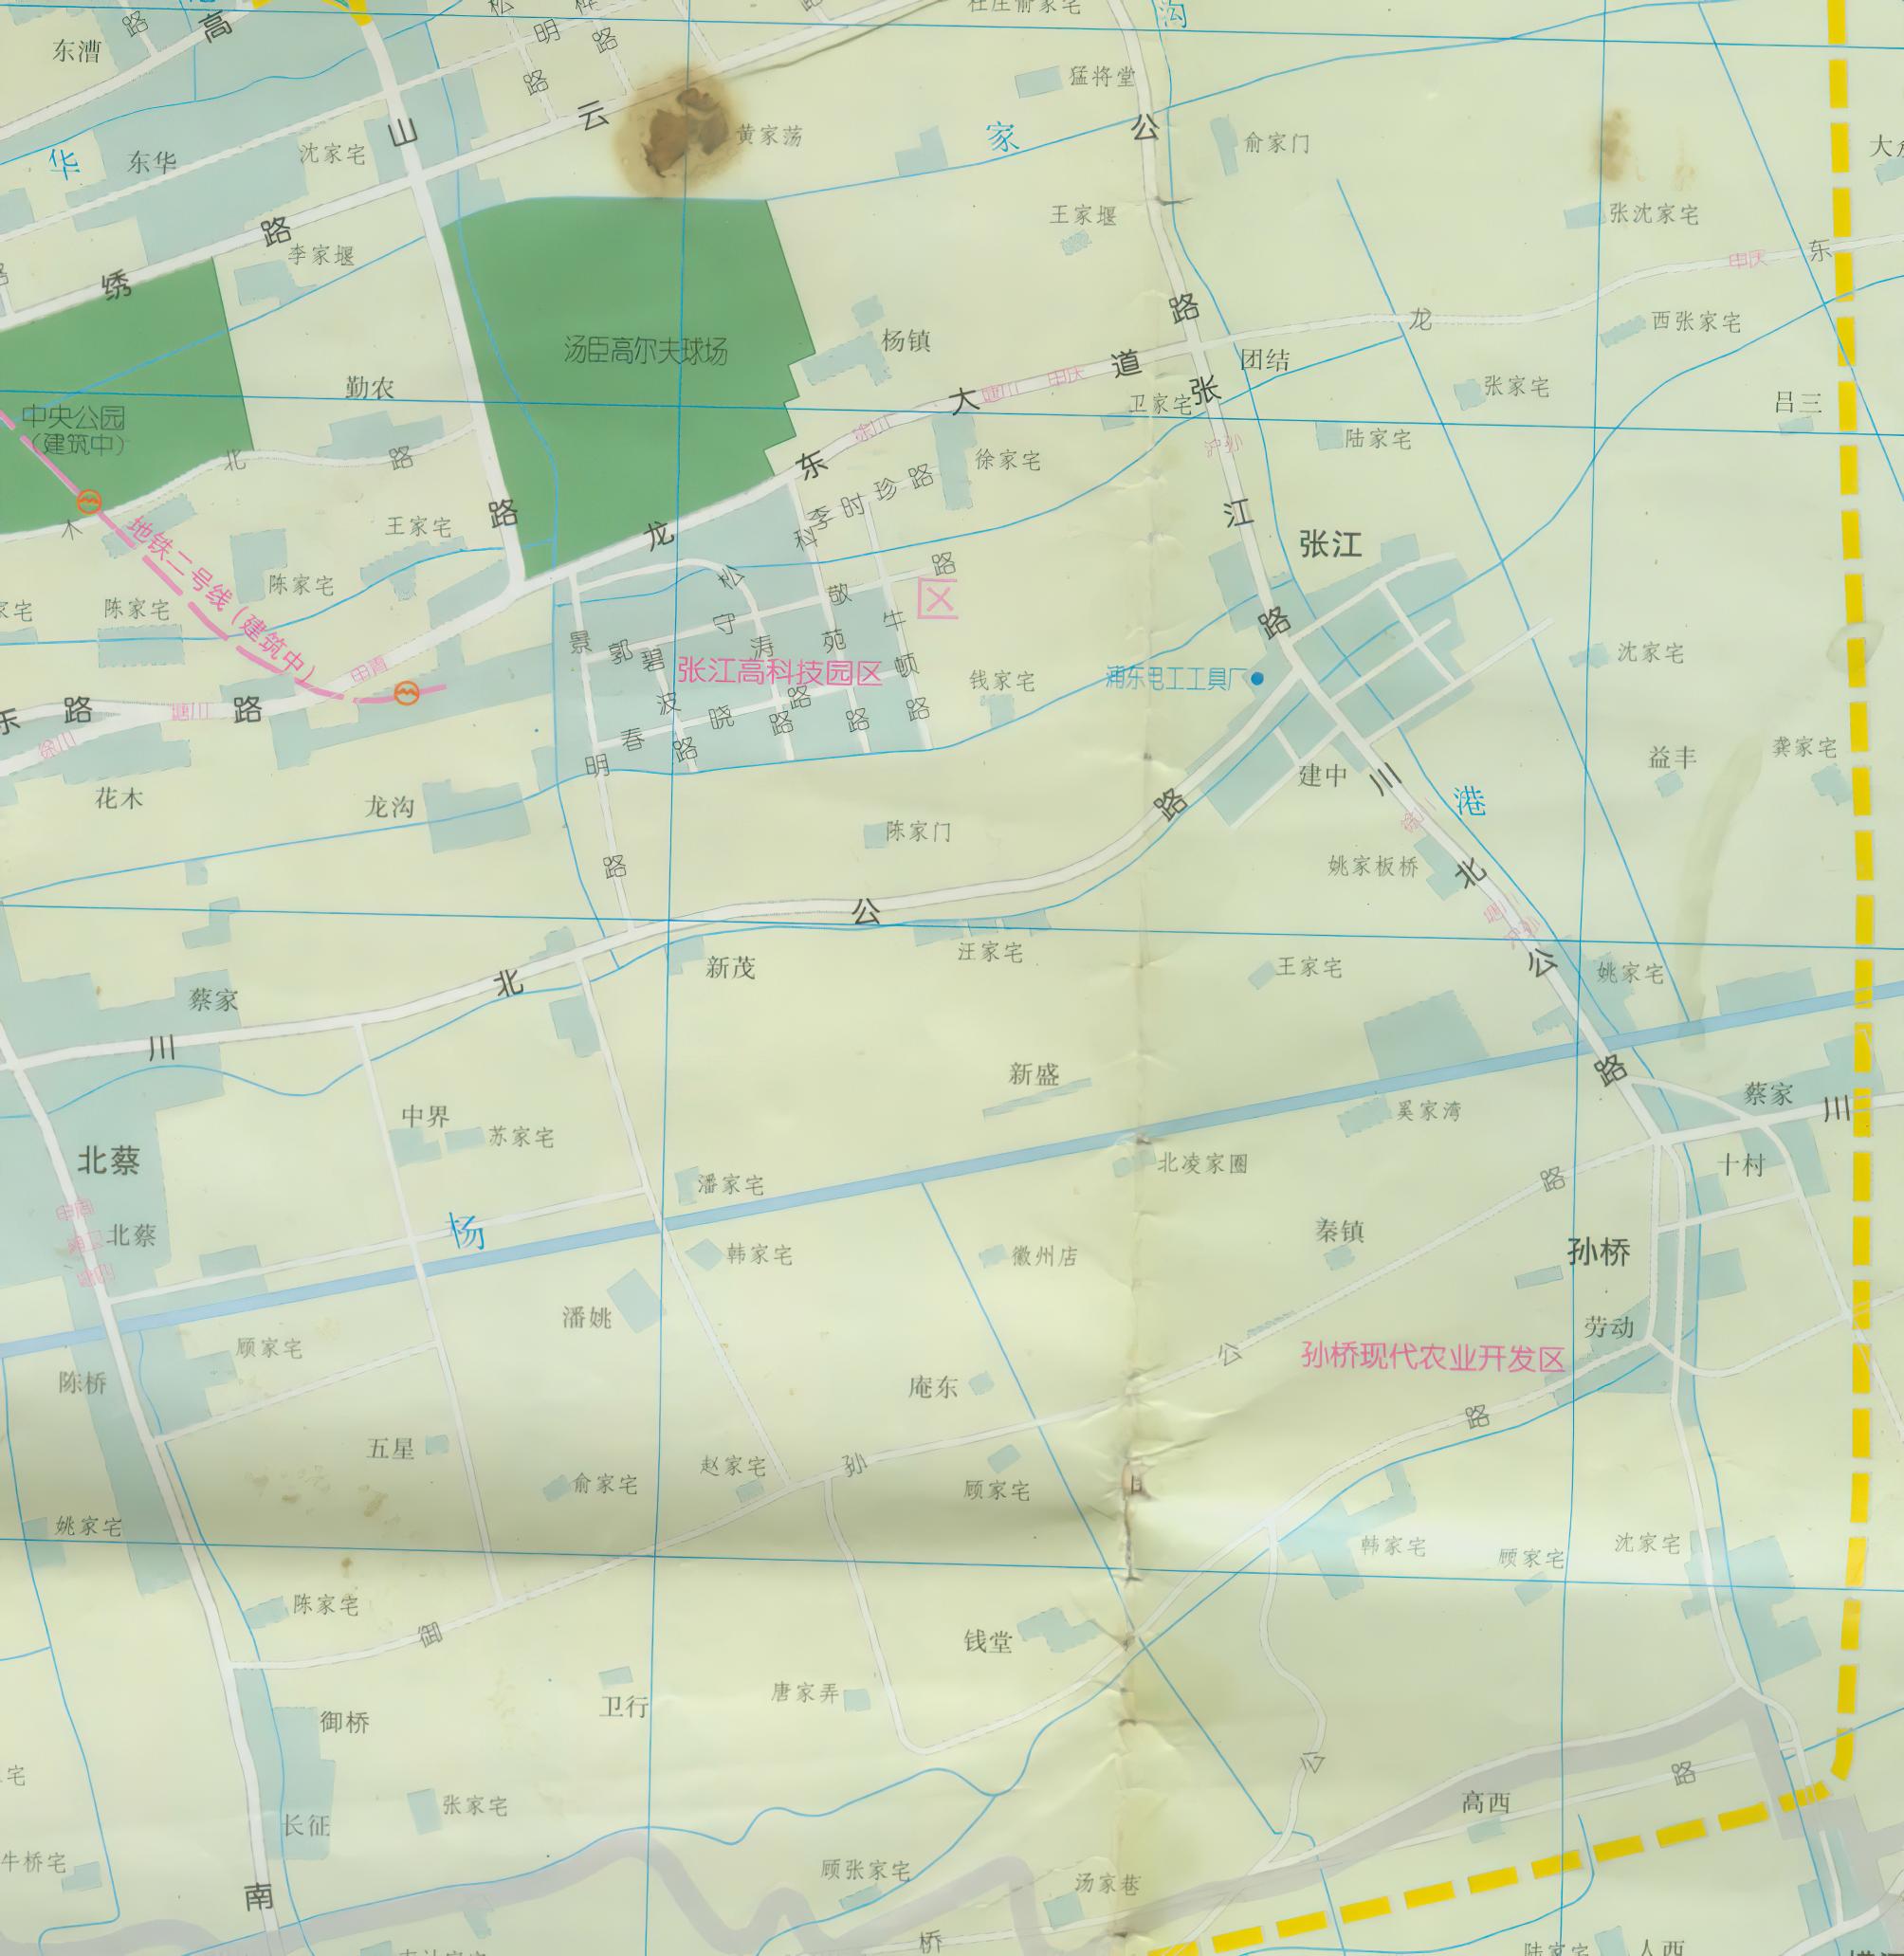 东漕
路
高
松
明
路
路
云
猛将堂
沟
公
黄家荡
家
俞家门
华
东华
沈家宅
山
路
李家堰
绣
王家堰
张沈家宅
东
路
龙
西张家宅
汤臣高尔夫球场
杨镇
道
团结
大
张
卫家宅
张家宅
吕三
勤农
中央公园
(建筑中)
北
路
陆家宅
徐家宅
东
李时珍路
江
张江
木
王家宅
路
龙
科
地铁二号线(建筑中)
陈家宅
陈家宅
松
敬
路
区
守
涛
苑
牛
景
郭
碧
张江高科技园区
顿
钱家宅
路
浦东电工工具厂
沈家宅
波
晓
路
路
路
路
春
路
明
路
路
东
花木
龙沟
益丰
龚家宅
建中
川
港
路
陈家门
姚家板桥
北
路
公
汪家宅
新茂
王家宅
公
姚家宅
北
蔡家
川
新盛
路
中界
苏家宅
奚家湾
蔡家
川
北蔡
潘家宅
北凌家圈
路
十村
北蔡
杨
韩家宅
徽州店
秦镇
孙桥
潘姚
顾家宅
公
孙桥现代农业开发区
劳动
陈桥
庵东
路
五星
俞家宅
赵家宅
孙
顾家宅
姚家宅
韩家宅
顾家宅
沈家宅
陈家宅
御
钱堂
唐家弄
卫行
御桥
公
路
高西
张家宅
长征
牛桥宅
顾张家宅
汤家巷
南
桥
陆家宅
人西